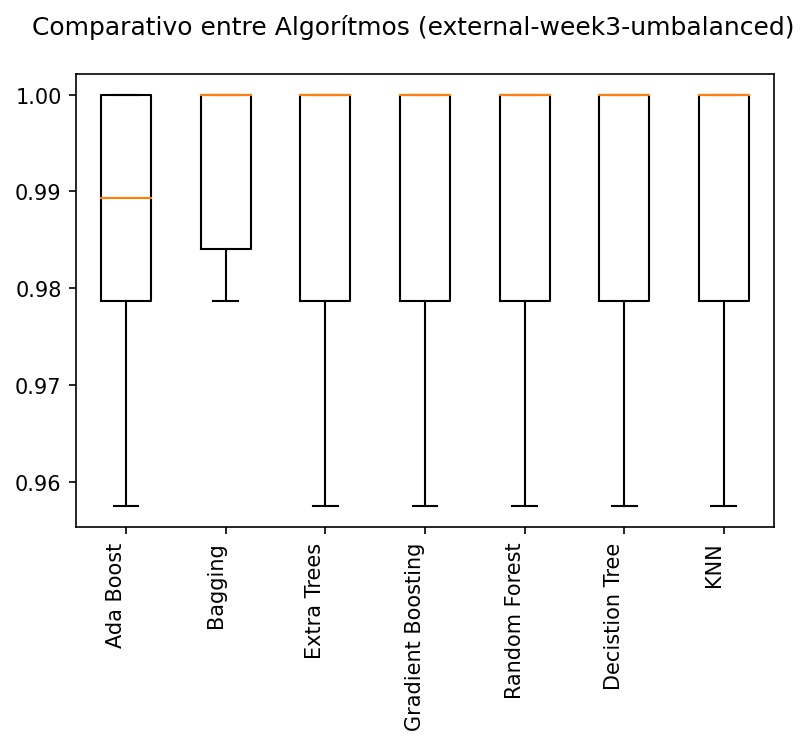 Comparativo entre Algorítmos (external-week3-umbalanced)
1.00
0.99
0.98
0.97
0.96
Ada Boost
Bagging
Extra Trees
Gradient Boosting
Random Forest
Decistion Tree
KNN